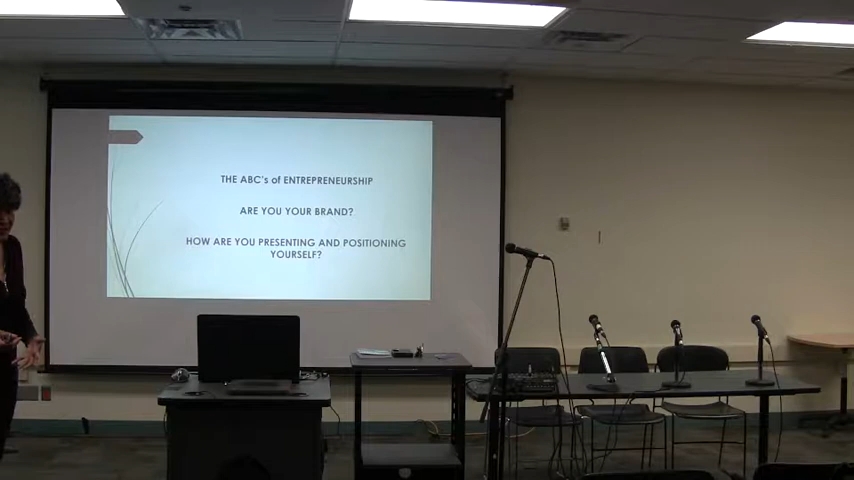 THE ABC's of ENTREPRENEURSHIP
ARE YOU YOUR BRAND?
HOW ARE YOU PRESENTING AND POSITIONING
YOURSELF?